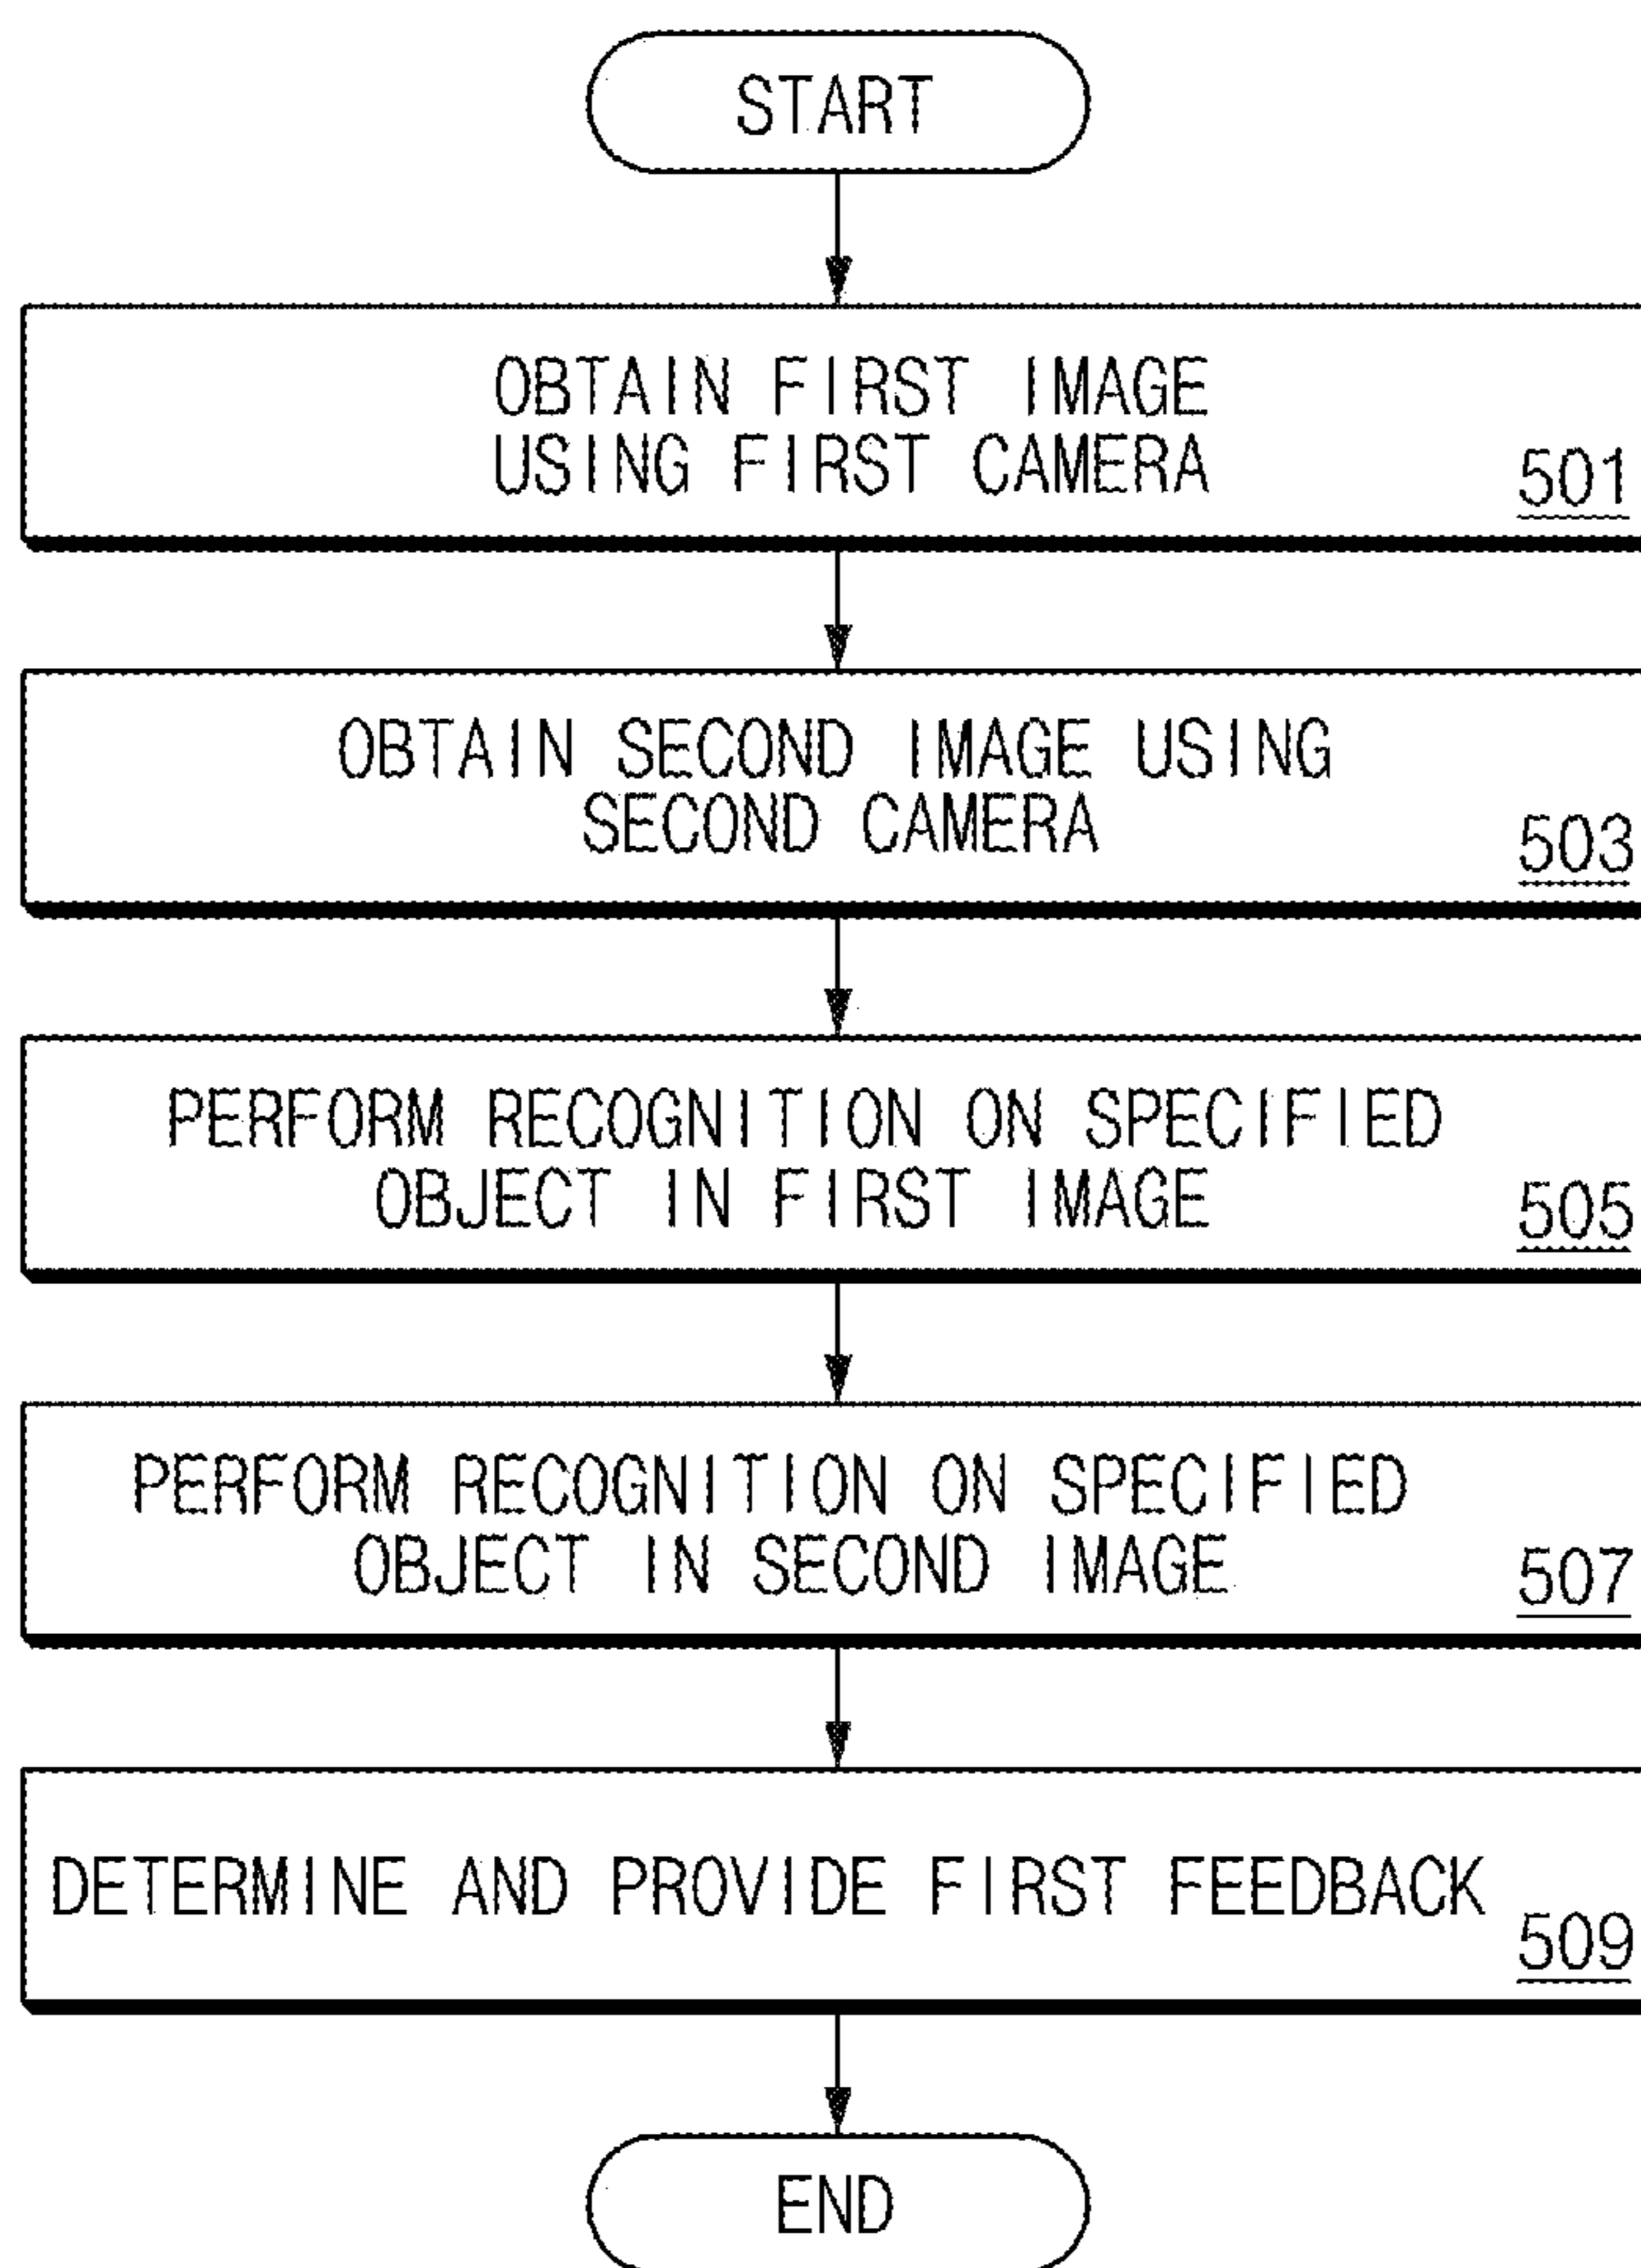 START
OBTAIN FIRST IMAGE
USING FIRST CAMERA
501
OBTAIN SECOND IMAGE USING
SECOND CAMERA
503
PERFORM RECOGNITION ON SPECIFIED
OBJECT IN FIRST IMAGE
505
PERFORM RECOGNITION ON SPECIFIED
OBJECT IN SECOND IMAGE
507
DETERMINE AND PROVIDE FIRST FEEDBACK
509
END